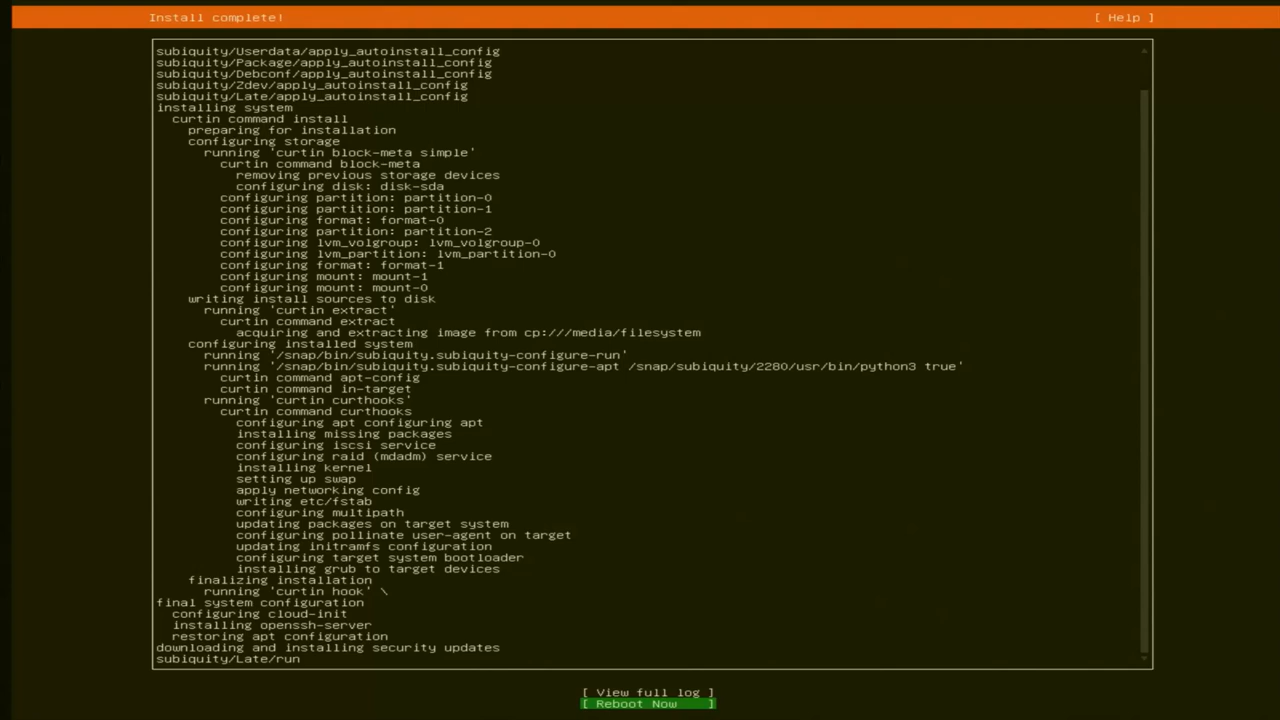 Install complete!
[ Help ]
subiquity/Userdata/apply_autoinstall_config
subiquity/Package/apply_autoinstall_config
subiquity/Debconf/apply_autoinstall_config
subiquity/Zdev/apply_autoinstall_config
subiquity/Late/apply_autoinstall_config
installing system
curtin command install
preparing for installation
configuring storage
running 'curtin block-meta simple'
curtin command block-meta
removing previous storage devices
configuring disk: disk-sda
configuring partition: partition-0
configuring partition: partition-1
configuring format: format-0
configuring partition: partition-2
configuring lvm_volgroup: lvm_volgroup-0
configuring lvm_partition: lvm_partition-0
configuring format: format-1
configuring mount: mount-1
configuring mount: mount-0
writing install sources to disk
running 'curtin extract'
curtin command extract
acquiring and extracting image from cp:///media/filesystem
configuring installed system
running '/snap/bin/subiquity.subiquity-configure-run'
running '/snap/bin/subiquity.subiquity-configure-apt /snap/subiquity/2280/usr/bin/python3 true'
curtin command apt-config
curtin command in-target
running 'curtin curthooks'
curtin command curthooks
configuring apt configuring apt
installing missing packages
configuring iscsi service
configuring raid (mdadm) service
installing kernel
setting up swap
apply networking config
writing etc/fstab
configuring multipath
updating packages on target system
configuring pollinate user-agent on target
updating initramfs configuration
configuring target system bootloader
installing grub to target devices
finalizing installation
running 'curtin hook' \
final system configuration
configuring cloud-init
installing openssh-server
restoring apt configuration
downloading and installing security updates
subiquity/Late/run
[ View full log ]
[ Reboot Now ]